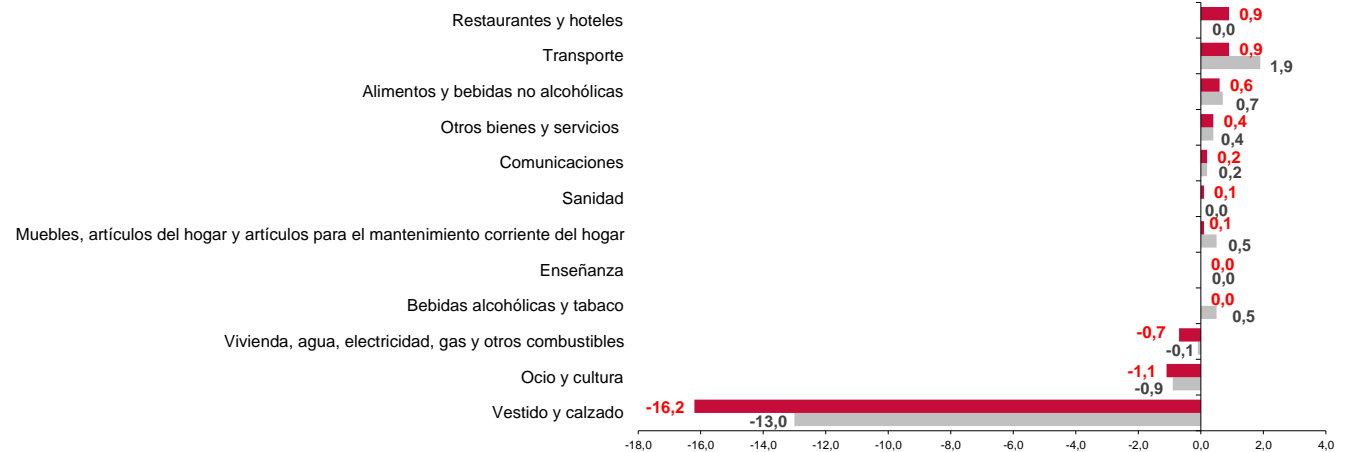 Restaurantes y hoteles
0,9
0,0
Transporte
0,9
1,9
Alimentos y bebidas no alcohólicas
0,6
0,7
Otros bienes y servicios
0,4
0,4
Comunicaciones
0,2
0,2
Sanidad
0,1
0,0
Muebles, artículos del hogar y artículos para el mantenimiento corriente del hogar
0,1
0,5
Enseñanza
0,0
0,0
Bebidas alcohólicas y tabaco
0,0
0,5
Vivienda, agua, electricidad, gas y otros combustibles
-0,7
-0,1
Ocio y cultura
-1,1
-0,9
Vestido y calzado
-16,2
-13,0
-18,0 -16,0 -14,0 -12,0 -10,0 -8,0 -6,0 -4,0 -2,0 0,0 2,0 4,0